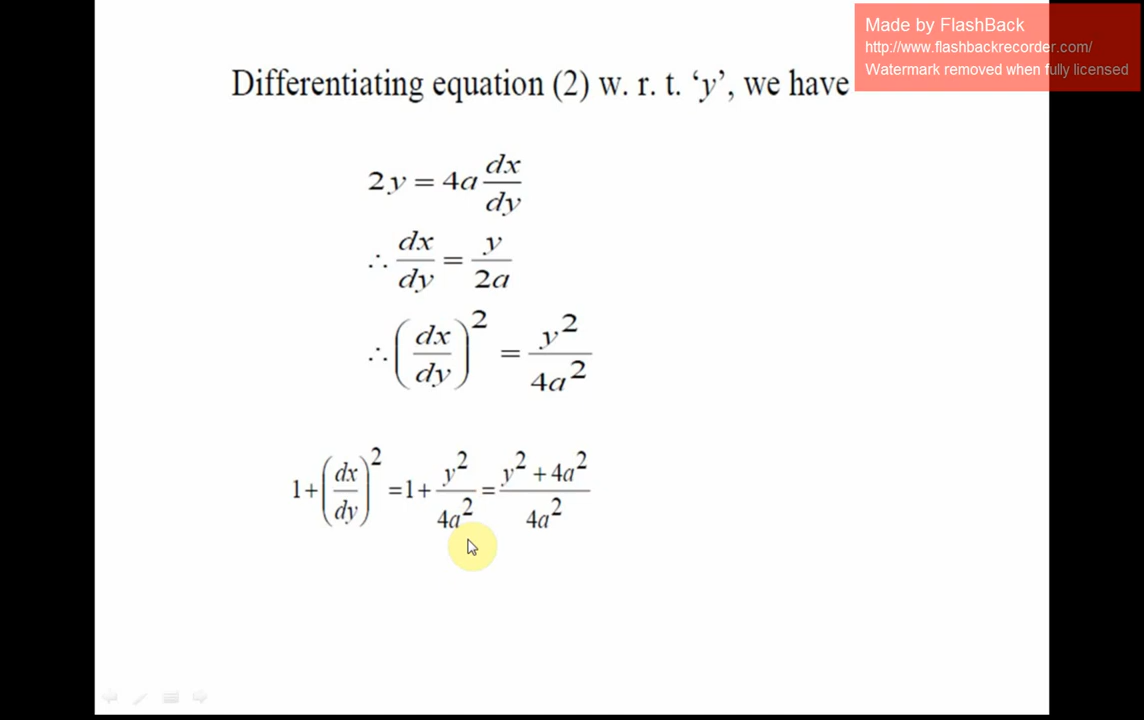 Made by FlashBack
http://www.flashbackrecorder.com/
Watermark removed when fully licensed
Differentiating equation (2) w. r. t. ‘y’, we have
2y = 4a dx/dy
∴ dx/dy = y/2a
∴ (dx/dy)² = y²/4a²
1+(dx/dy)² =1+ y²/4a² = y² + 4a²/4a²